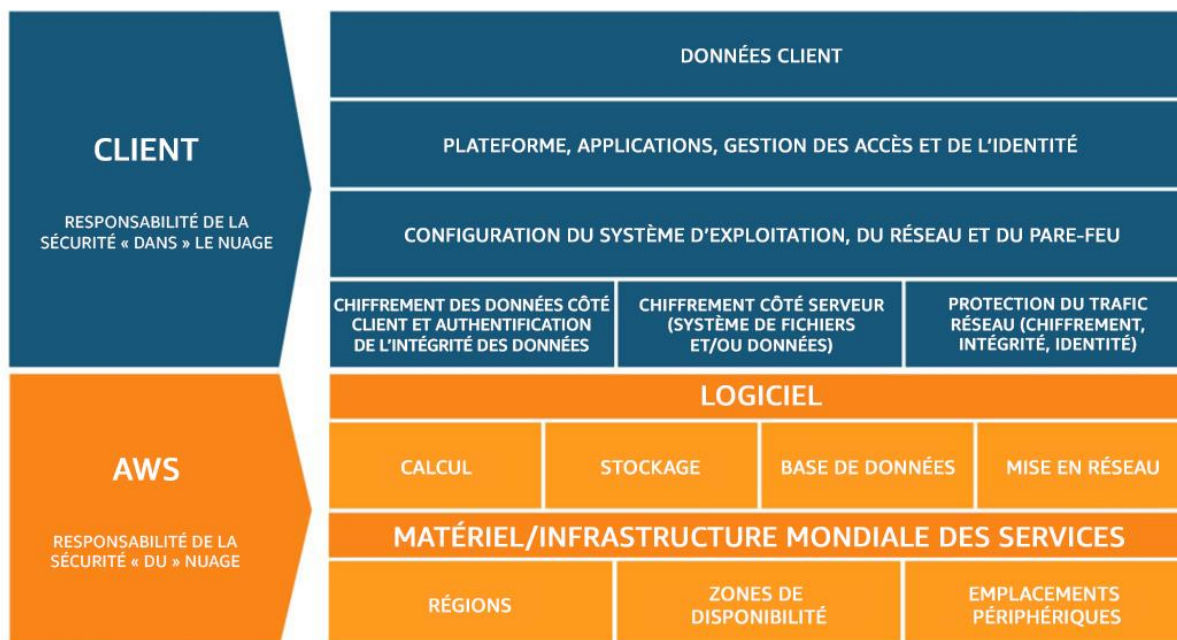 CLIENT
RESPONSABILITÉ DE LA
SÉCURITÉ « DANS » LE NUAGE
DONNÉES CLIENT
PLATEFORME, APPLICATIONS, GESTION DES ACCÈS ET DE L'IDENTITÉ
CONFIGURATION DU SYSTÈME D'EXPLOITATION, DU RÉSEAU ET DU PARE-FEU
CHIFFREMENT DES DONNÉES CÔTÉ
CLIENT ET AUTHENTIFICATION
DE L'INTÉGRITÉ DES DONNÉES
CHIFFREMENT CÔTÉ SERVEUR
(SYSTÈME DE FICHIERS
ET/OU DONNÉES)
PROTECTION DU TRAFIC
RÉSEAU (CHIFFREMENT,
INTÉGRITÉ, IDENTITÉ)
AWS
RESPONSABILITÉ DE LA
SÉCURITÉ « DU » NUAGE
LOGICIEL
CALCUL
STOCKAGE
BASE DE DONNÉES
MISE EN RÉSEAU
MATÉRIEL/INFRASTRUCTURE MONDIALE DES SERVICES
RÉGIONS
ZONES DE
DISPONIBILITÉ
EMPLACEMENTS
PÉRIPHÉRIQUES